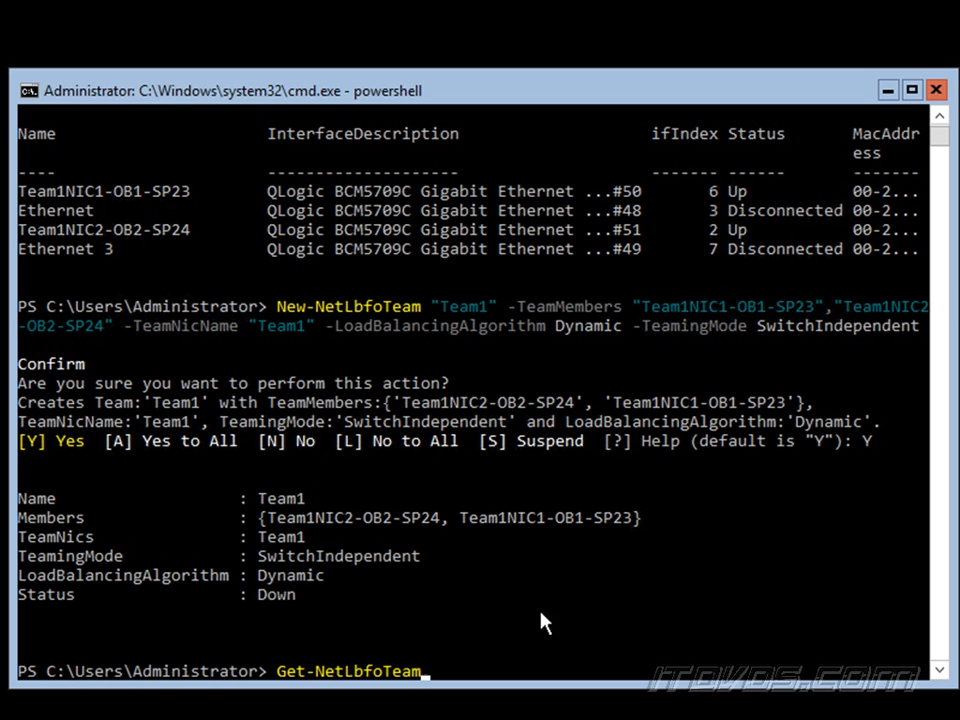 Administrator: C:\Windows\system32\cmd.exe - powershell
Name InterfaceDescription ifIndex Status MacAddr
ess
---- -------------------- ------- ------ -------
Team1NIC1-OB1-SP23 QLogic BCM5709C Gigabit Ethernet ...#50 6 Up 00-2...
Ethernet QLogic BCM5709C Gigabit Ethernet ...#48 3 Disconnected 00-2...
Team1NIC2-OB2-SP24 QLogic BCM5709C Gigabit Ethernet ...#51 2 Up 00-2...
Ethernet 3 QLogic BCM5709C Gigabit Ethernet ...#49 7 Disconnected 00-2...
PS C:\Users\Administrator> New-NetLbfoTeam "Team1" -TeamMembers "Team1NIC1-OB1-SP23","Team1NIC2
-OB2-SP24" -TeamNicName "Team1" -LoadBalancingAlgorithm Dynamic -TeamingMode SwitchIndependent
Confirm
Are you sure you want to perform this action?
Creates Team:'Team1' with TeamMembers:{'Team1NIC2-OB2-SP24', 'Team1NIC1-OB1-SP23'},
TeamNicName:'Team1', TeamingMode:'SwitchIndependent' and LoadBalancingAlgorithm:'Dynamic'.
[Y] Yes [A] Yes to All [N] No [L] No to All [S] Suspend [?] Help (default is "Y"): Y
Name : Team1
Members : {Team1NIC2-OB2-SP24, Team1NIC1-OB1-SP23}
TeamNics : Team1
TeamingMode : SwitchIndependent
LoadBalancingAlgorithm : Dynamic
Status : Down
PS C:\Users\Administrator> Get-NetLbfoTeam_
itdvds.com